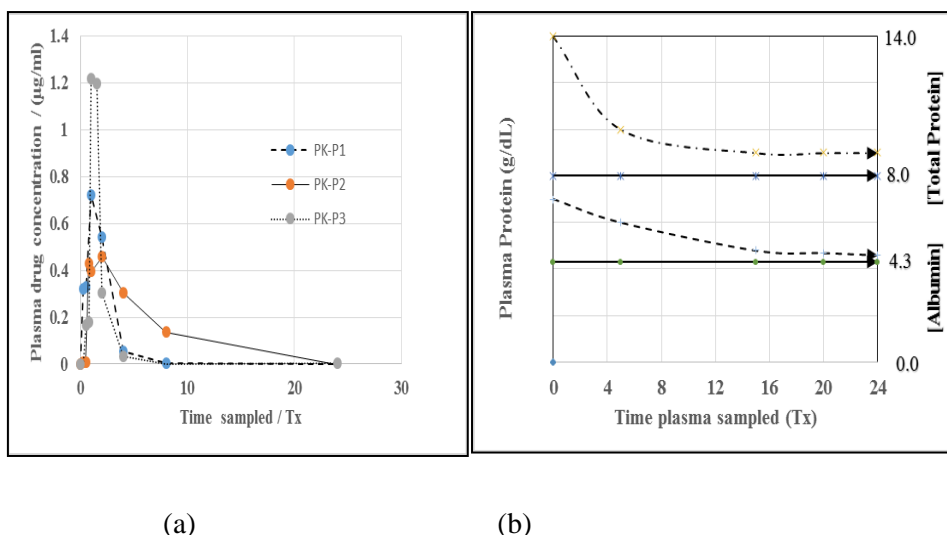 Plasma drug concentration / (µg/ml)
1.4
1.2
1
0.8
0.6
0.4
0.2
0
0
10
20
30
Time sampled / Tx
PK-P1
PK-P2
PK-P3
Plasma Protein (g/dL)
14.0
8.0
4.3
0.0
[Total Protein]
[Albumin]
0
4
8
12
16
20
24
Time plasma sampled (Tx)
(a)
(b)